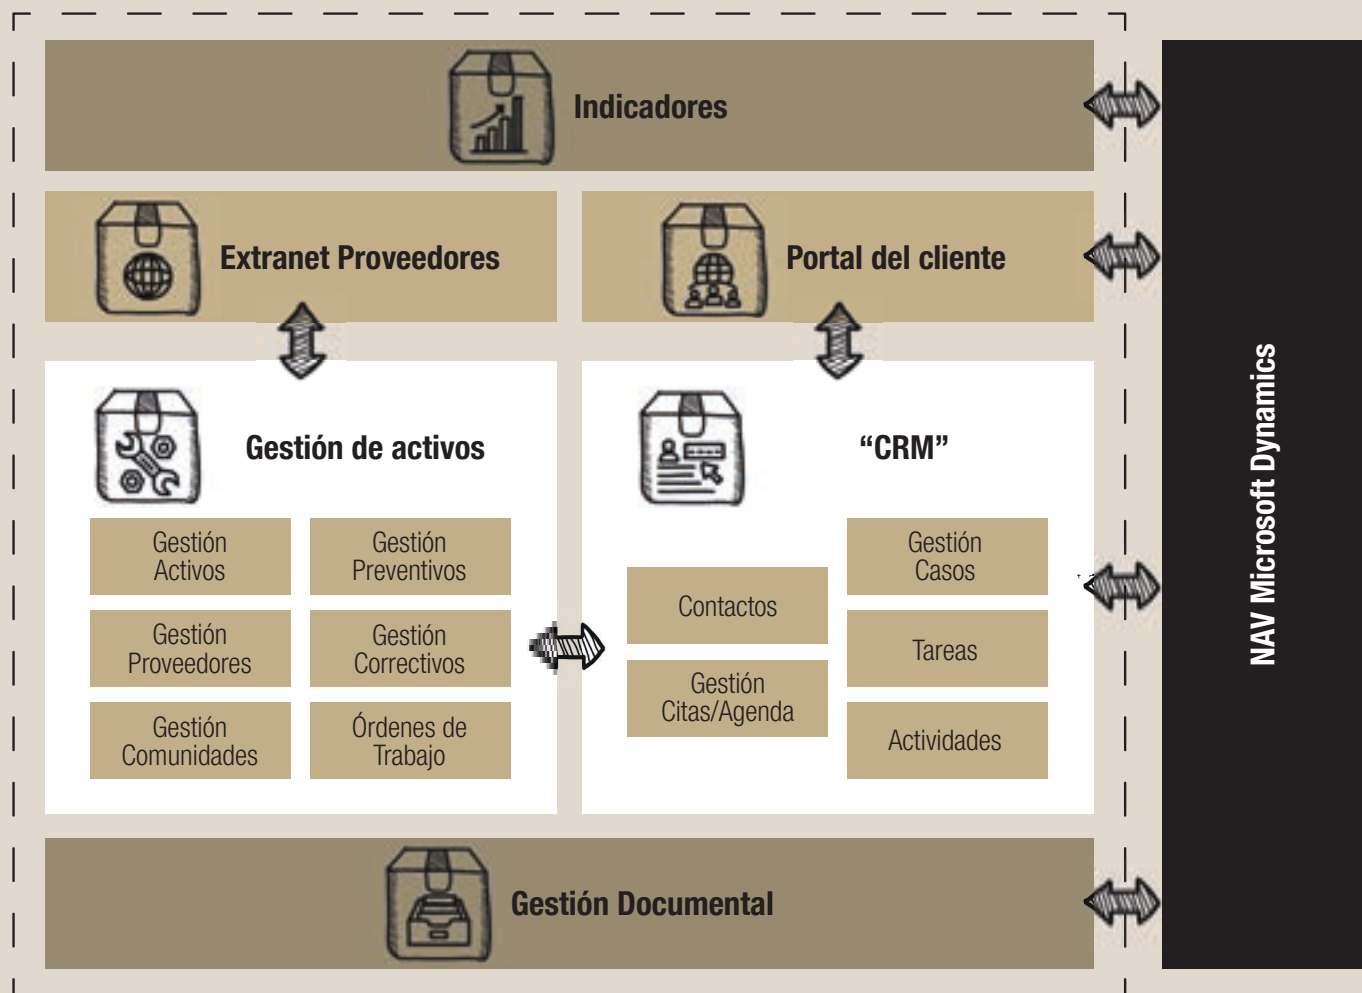 Indicadores
Extranet Proveedores
Portal del cliente
Gestión de activos
Gestión
Activos
Gestión
Preventivos
Gestión
Proveedores
Gestión
Correctivos
Gestión
Comunidades
Órdenes de
Trabajo
“CRM”
Contactos
Gestión
Citas/Agenda
Gestión
Casos
Tareas
Actividades
Gestión Documental
NAV Microsoft Dynamics